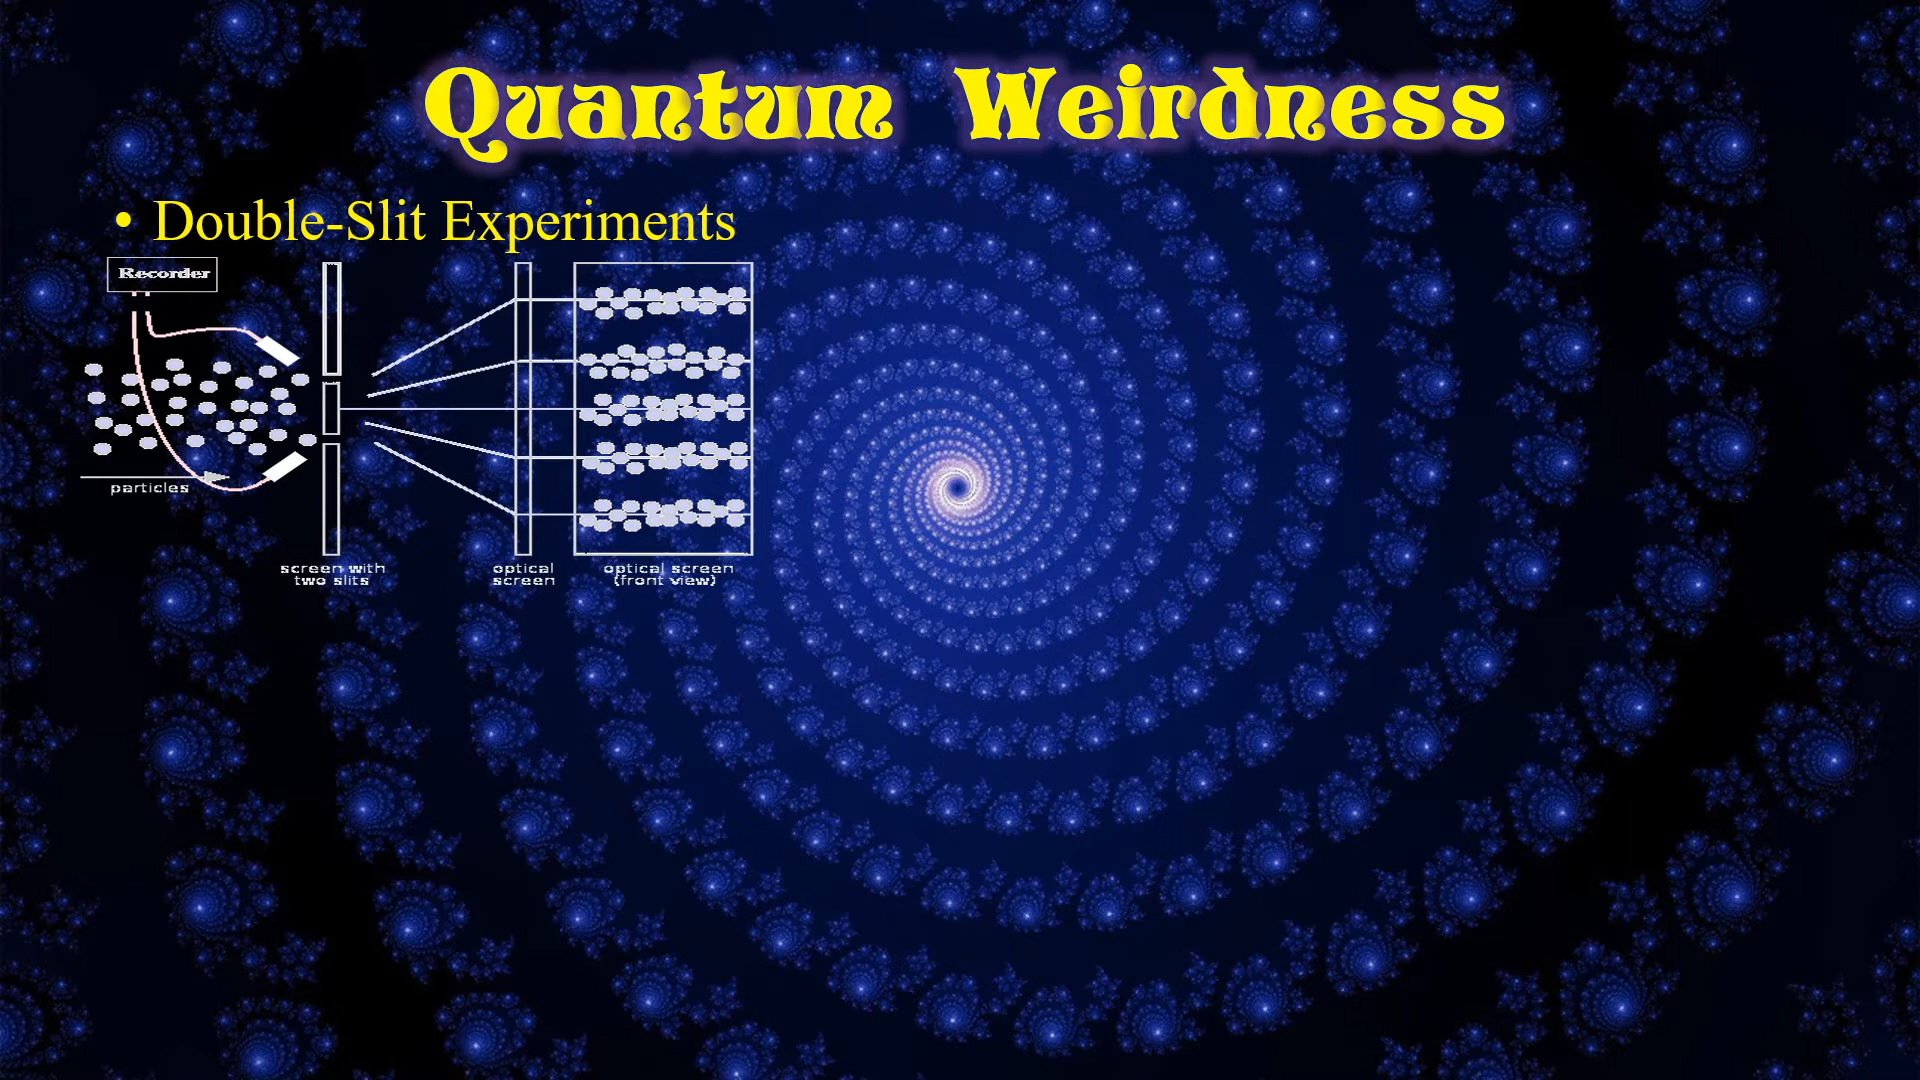 Quantum Weirdness
• Double-Slit Experiments
Recorder
particles
screen with
two slits
optical
screen
optical screen
(front view)